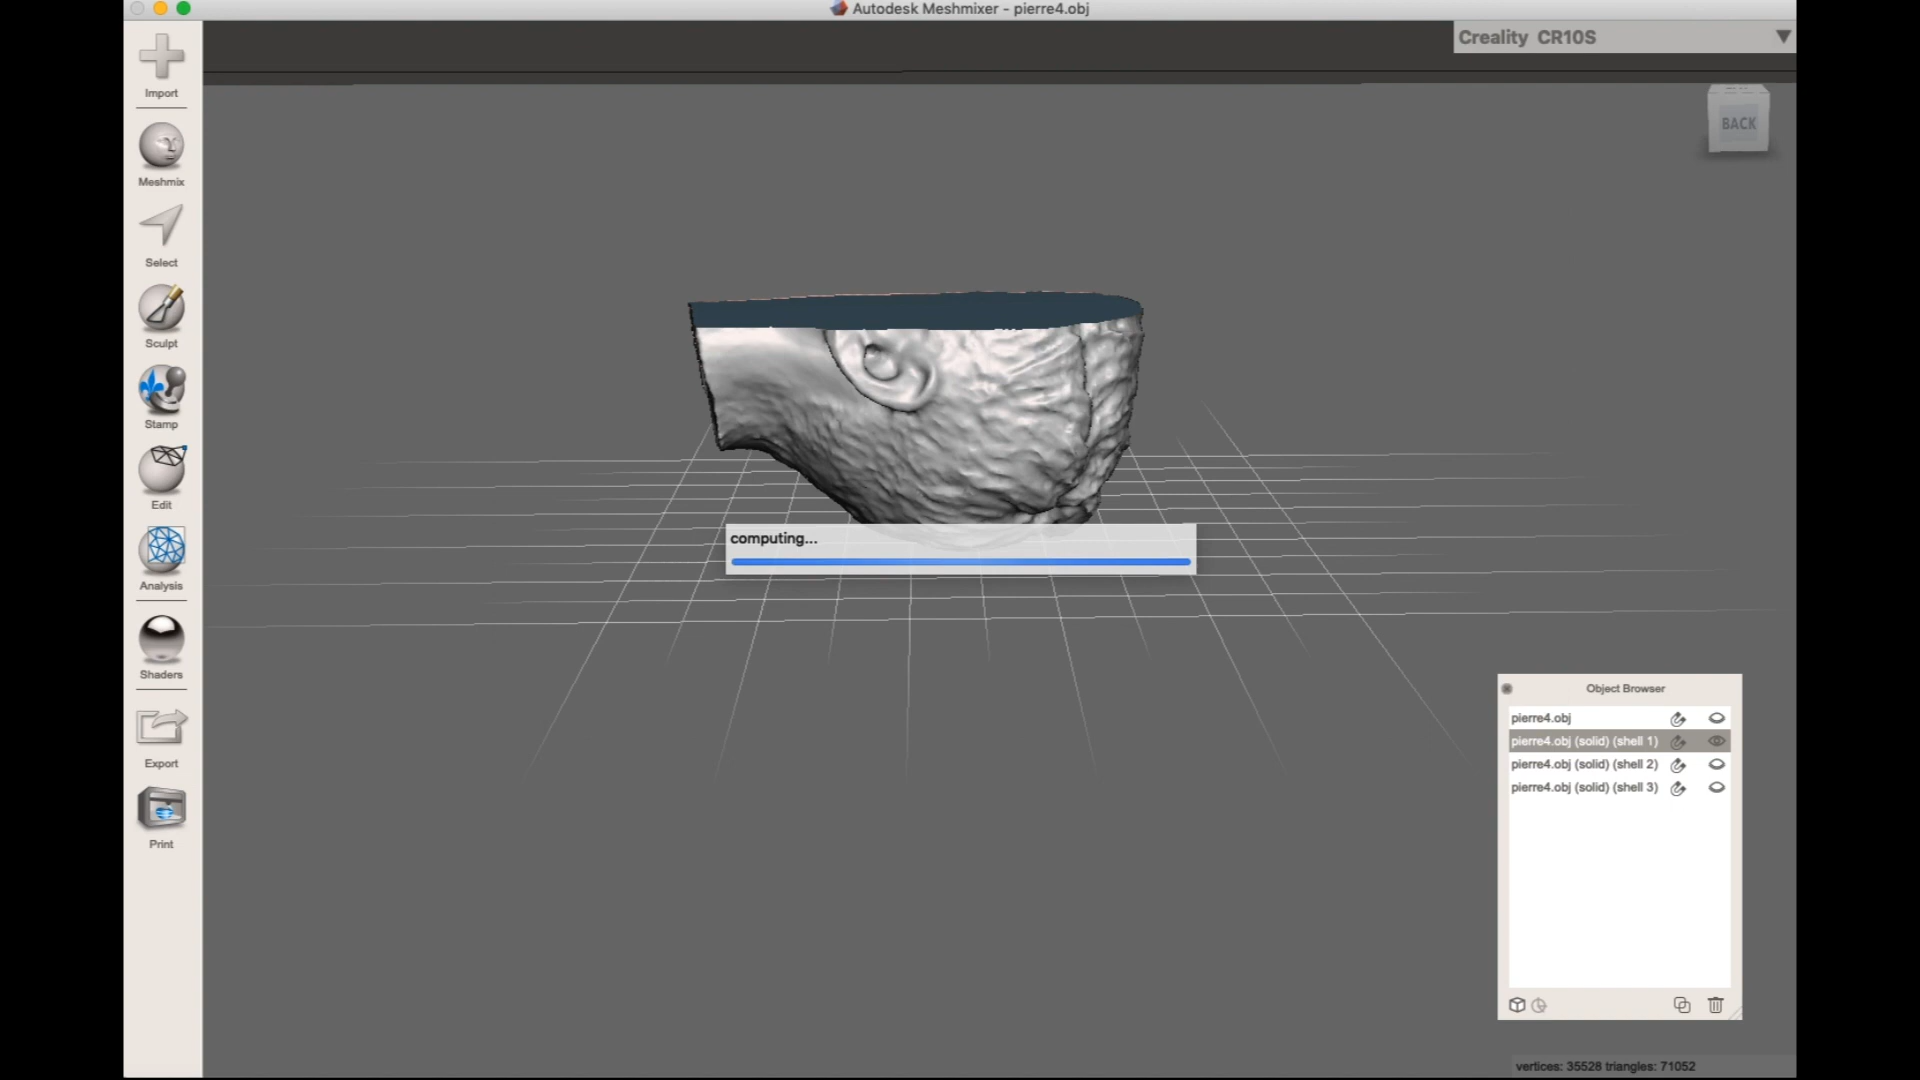 Autodesk Meshmixer - pierre4.obj
Creality CR10S
Import
BACK
Meshmix
Select
Sculpt
Stamp
Edit
computing...
Analysis
Shaders
Object Browser
pierre4.obj
pierre4.obj (solid) (shell 1)
pierre4.obj (solid) (shell 2)
pierre4.obj (solid) (shell 3)
Export
Print
vertices: 35528 triangles: 71052